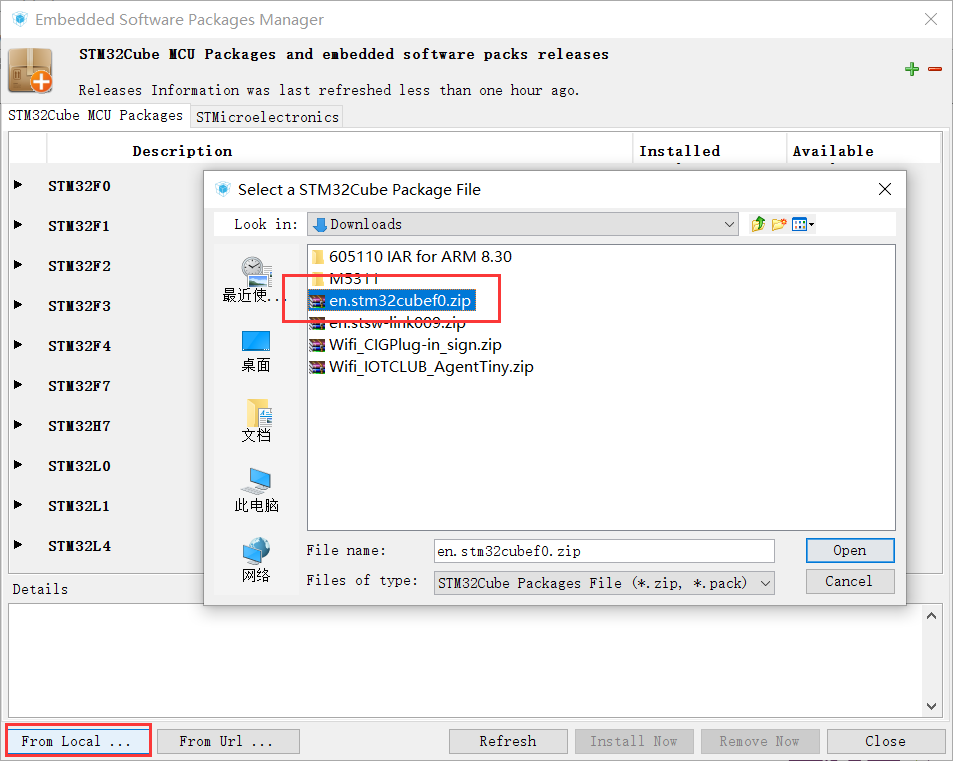 Embedded Software Packages Manager
STM32Cube MCU Packages and embedded software packs releases
Releases Information was last refreshed less than one hour ago.
STM32Cube MCU Packages
STMicroelectronics
Description
Installed
Available
STM32F0
STM32F1
STM32F2
STM32F3
STM32F4
STM32F7
STM32H7
STM32L0
STM32L1
STM32L4
Select a STM32Cube Package File
Look in:
Downloads
最近使...
桌面
文档
此电脑
网络
605110 IAR for ARM 8.30
M5311
en.stm32cubef0.zip
en.stsw-link009.zip
Wifi_CIGPlug-in_sign.zip
Wifi_IOTCLUB_AgentTiny.zip
File name:
en.stm32cubef0.zip
Open
Files of type:
STM32Cube Packages File (*.zip, *.pack)
Cancel
Details
From Local ...
From Url ...
Refresh
Install Now
Remove Now
Close